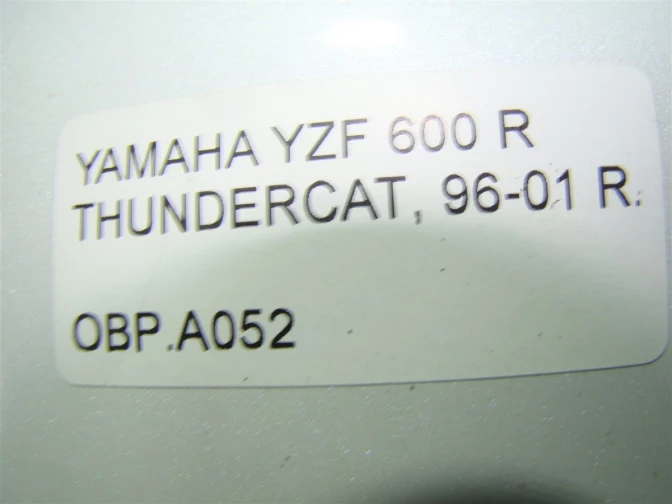 YAMAHA YZF 600 R
THUNDERCAT, 96-01 R.
OBP.A052